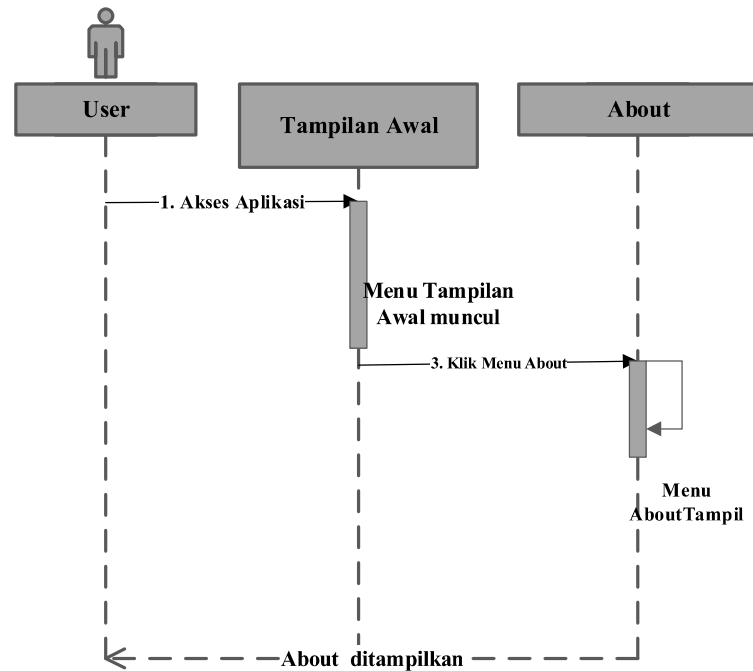 User
Tampilan Awal
About
1. Akses Aplikasi
Menu Tampilan
Awal muncul
3. Klik Menu About
Menu
AboutTampil
About ditampilkan